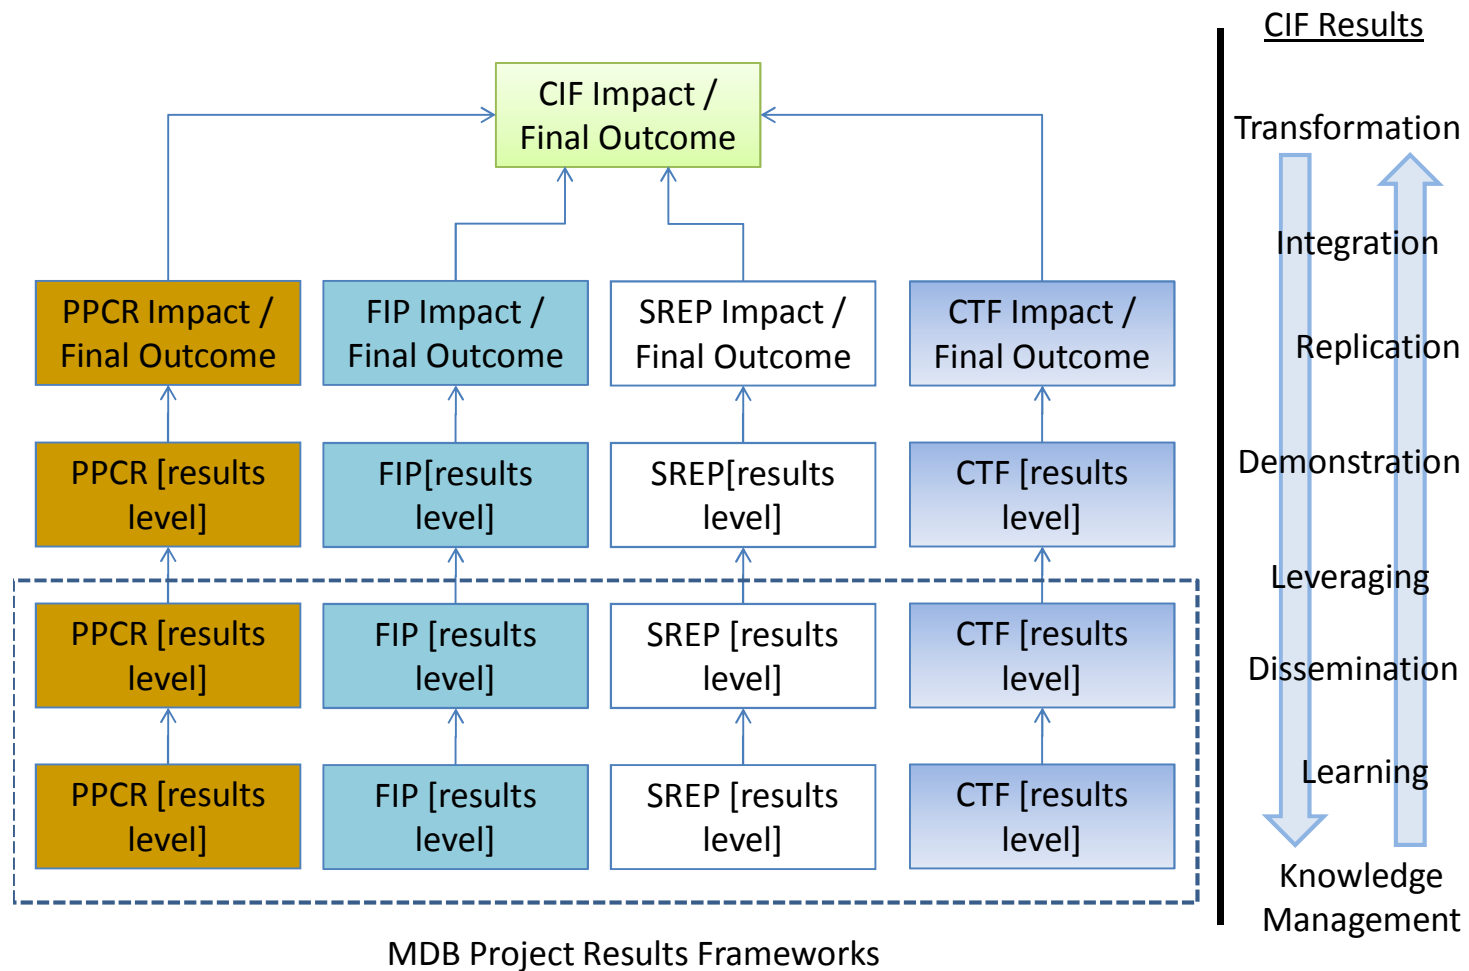 CIF Results
CIF Impact /
Final Outcome
Transformation
Integration
PPCR Impact /
Final Outcome
FIP Impact /
Final Outcome
SREP Impact /
Final Outcome
CTF Impact /
Final Outcome
Replication
PPCR [results
level]
FIP[results
level]
SREP[results
level]
CTF [results
level]
Demonstration
Leveraging
PPCR [results
level]
FIP [results
level]
SREP [results
level]
CTF [results
level]
Dissemination
PPCR [results
level]
FIP [results
level]
SREP [results
level]
CTF [results
level]
Learning
Knowledge
Management
MDB Project Results Frameworks